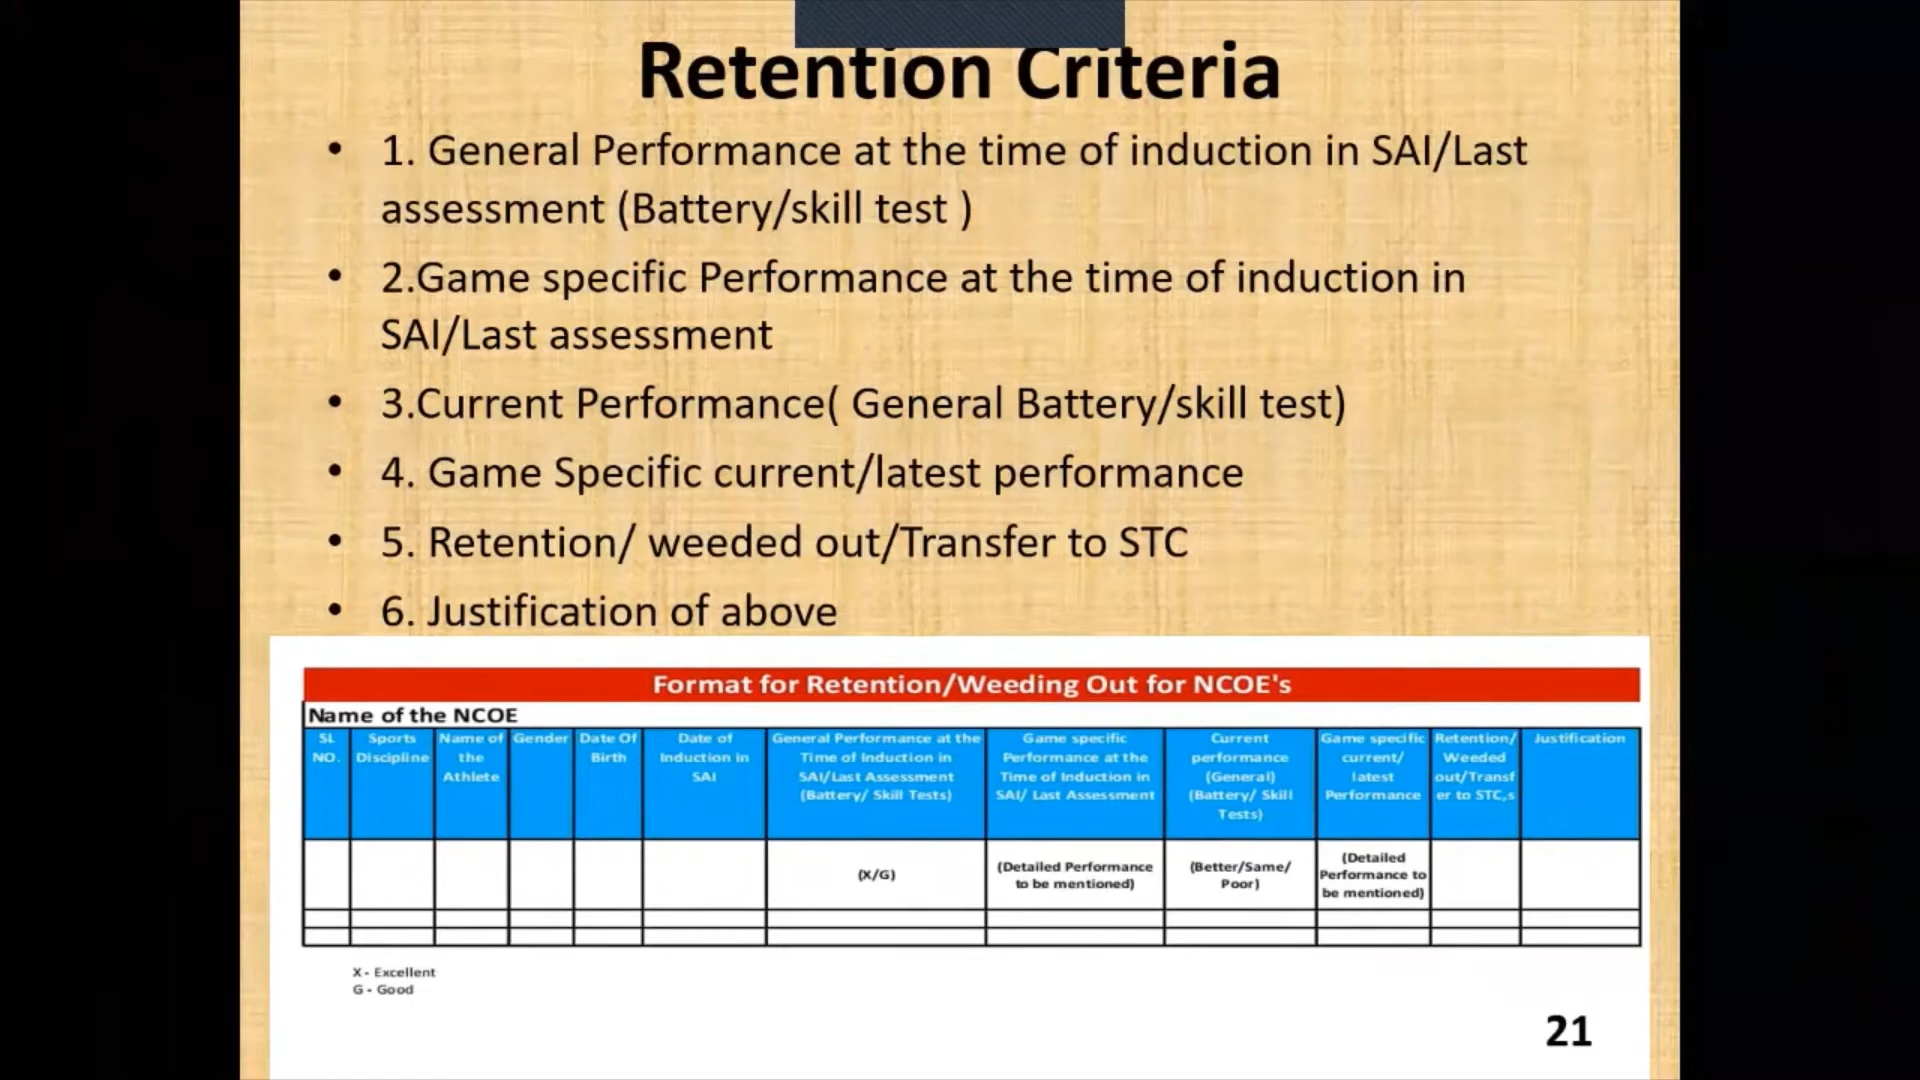 Retention Criteria
• 1. General Performance at the time of induction in SAI/Last
assessment (Battery/skill test )
• 2.Game specific Performance at the time of induction in
SAI/Last assessment
• 3.Current Performance( General Battery/skill test)
• 4. Game Specific current/latest performance
• 5. Retention/ weeded out/Transfer to STC
• 6. Justification of above
Format for Retention/Weeding Out for NCOE's
Name of the NCOE
SL
NO.
Sports
Discipline
Name of
the
Athlete
Gender
Date Of
Birth
Date of
Induction in
SAI
General Performance at the
Time of Induction in
SAI/Last Assessment
(Battery/ Skill Tests)
Game specific
Performance at the
Time of Induction in
SAI/ Last Assessment
Current
performance
(General)
(Battery/ Skill
Tests)
Game specific
current/
latest
Performance
Retention/
Weeded
out/Transf
er to STC,s
Justification
(X/G)
(Detailed Performance
to be mentioned)
(Better/Same/
Poor)
(Detailed
Performance to
be mentioned)
X - Excellent
G - Good
21